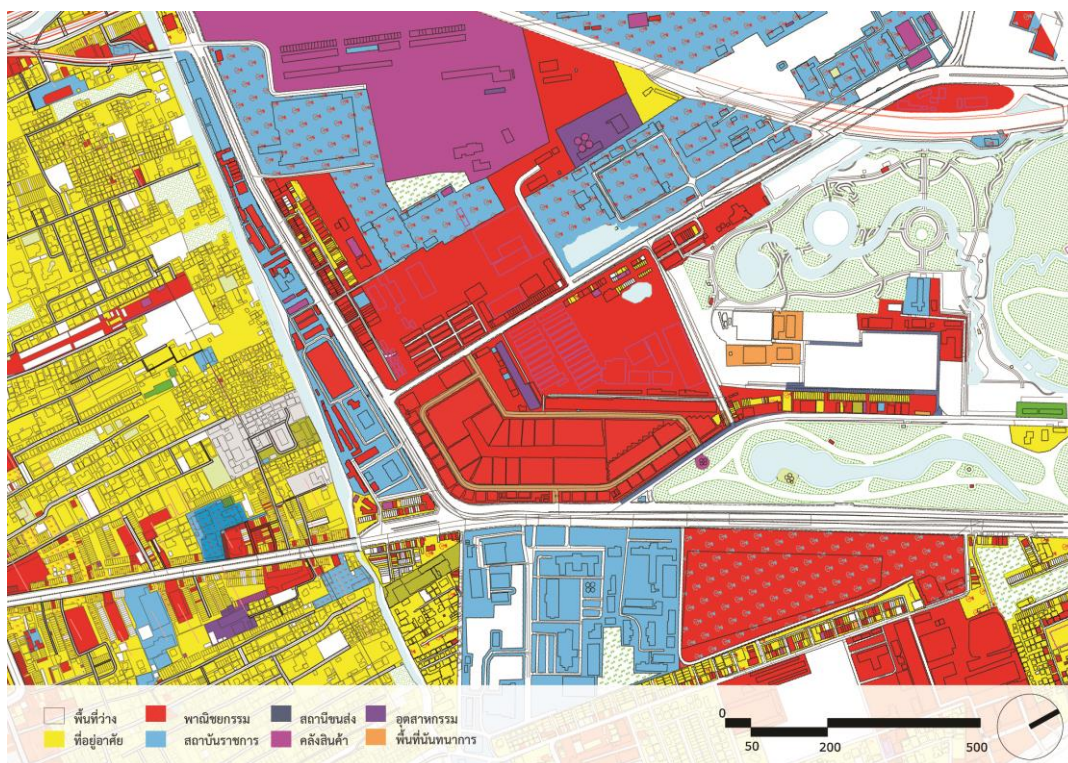 พื้นที่ว่าง พาณิชยกรรม สถานีขนส่ง อุตสาหกรรม
ที่อยู่อาศัย สถาบันราชการ คลังสินค้า พื้นที่นันทนาการ
0 50 200 500